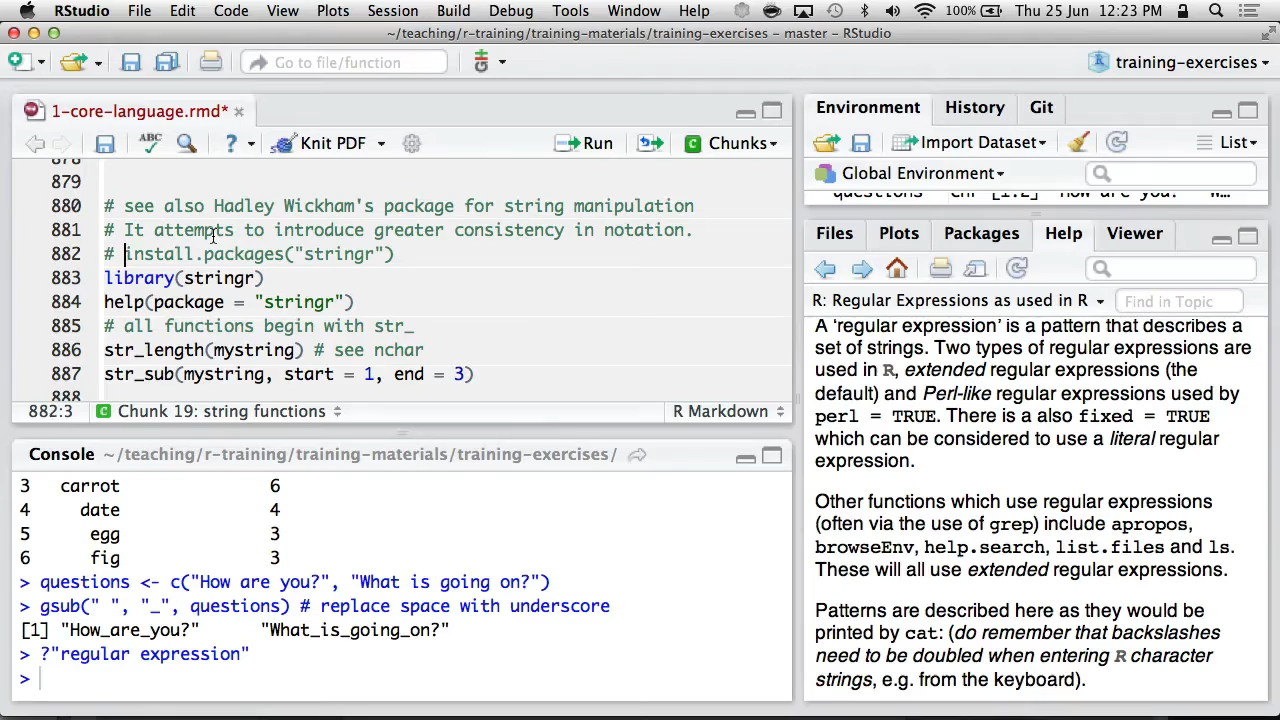 RStudio File Edit Code View Plots Session Build Debug Tools Window Help 100% Thu 25 Jun 12:23 PM
~/teaching/r-training/training-materials/training-exercises - master - RStudio
Go to file/function
training-exercises
1-core-language.rmd*
ABC
?
Knit PDF
Run
Chunks
878
879
880 # see also Hadley Wickham's package for string manipulation
881 # It attempts to introduce greater consistency in notation.
882 # install.packages("stringr")
883 library(stringr)
884 help(package = "stringr")
885 # all functions begin with str_
886 str_length(mystring) # see nchar
887 str_sub(mystring, start = 1, end = 3)
888
882:3 C Chunk 19: string functions R Markdown
Console ~/teaching/r-training/training-materials/training-exercises/
3 carrot 6
4 date 4
5 egg 3
6 fig 3
> questions <- c("How are you?", "What is going on?")
> gsub(" ", "_", questions) # replace space with underscore
[1] "How_are_you?" "What_is_going_on?"
> ?"regular expression"
>
Environment History Git
Import Dataset List
Global Environment
questions chr [1:2] "How are you?" "W…
Files Plots Packages Help Viewer
R: Regular Expressions as used in R Find in Topic
A ‘regular expression’ is a pattern that describes a
set of strings. Two types of regular expressions are
used in R, extended regular expressions (the
default) and Perl-like regular expressions used by
perl = TRUE. There is a also fixed = TRUE
which can be considered to use a literal regular
expression.
Other functions which use regular expressions
(often via the use of grep) include apropos,
browseEnv, help.search, list.files and ls.
These will all use extended regular expressions.
Patterns are described here as they would be
printed by cat: (do remember that backslashes
need to be doubled when entering R character
strings, e.g. from the keyboard).